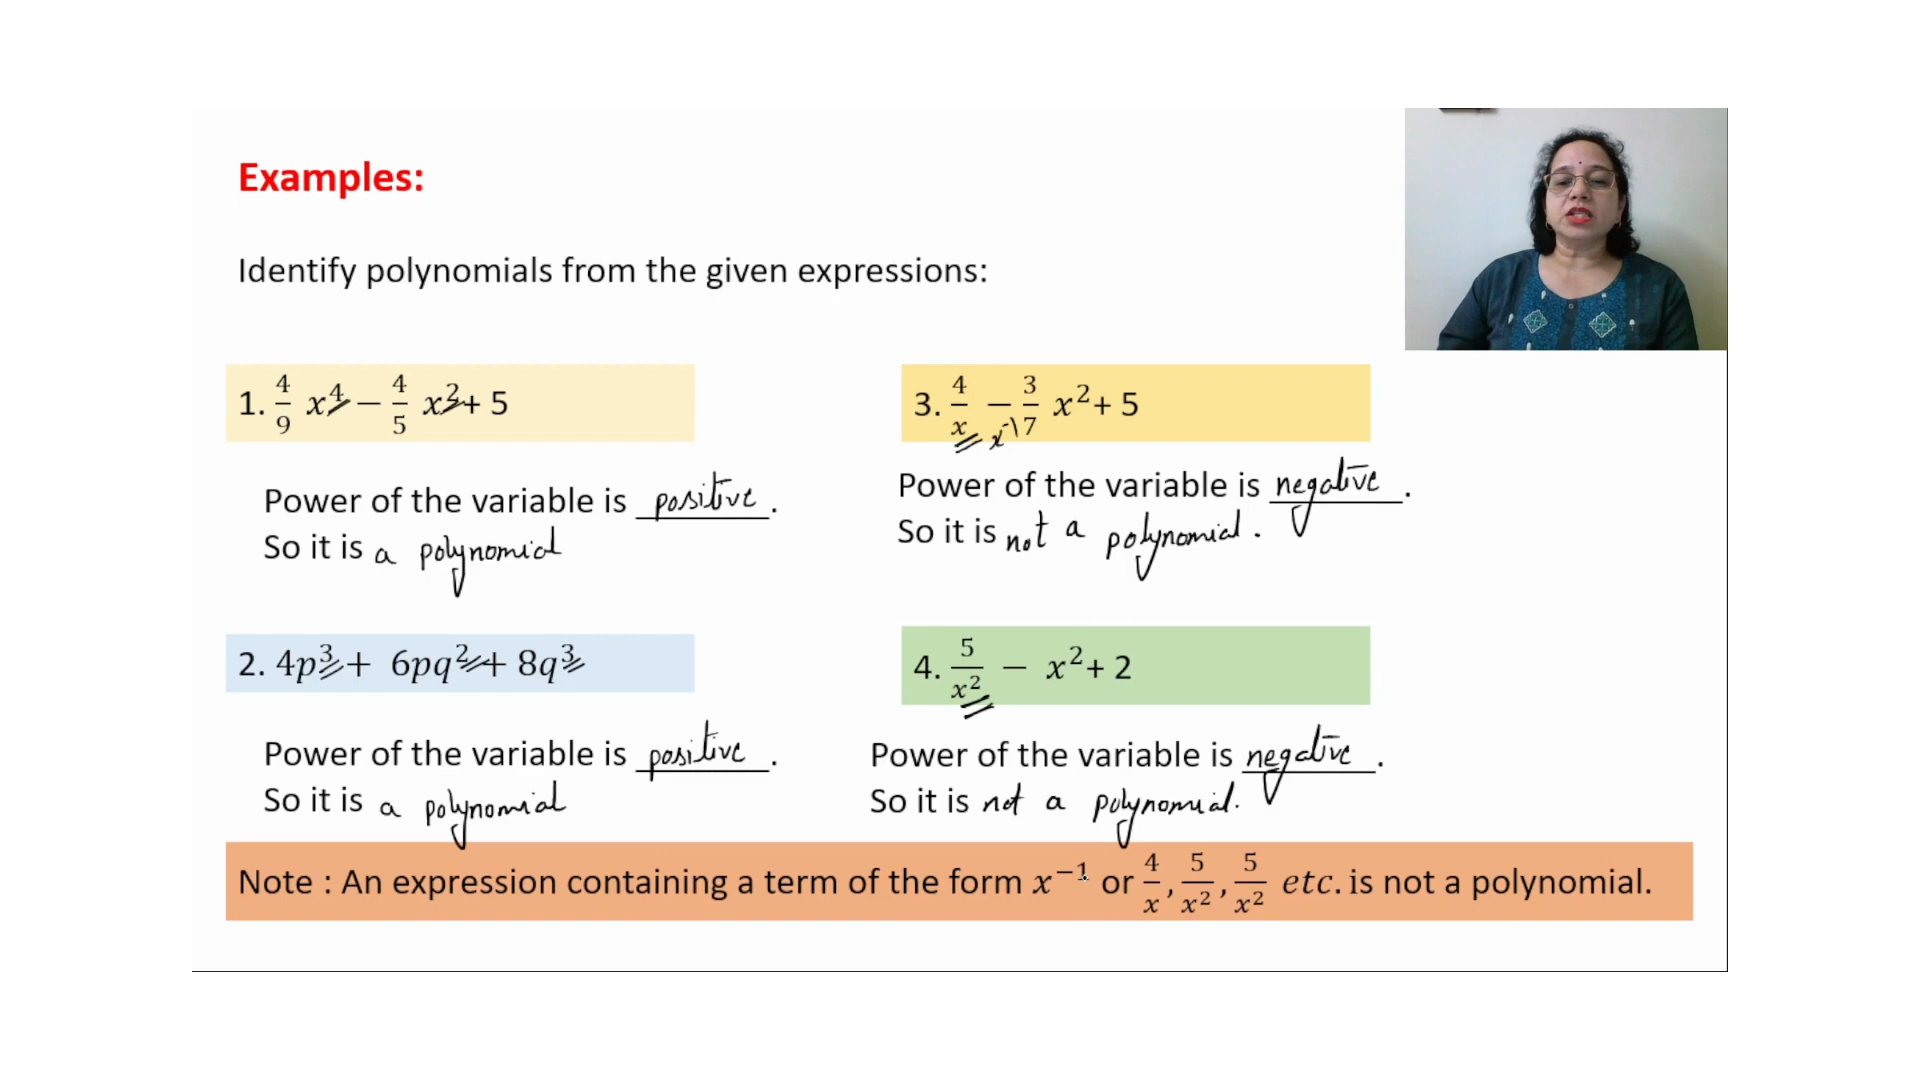 Examples:
Identify polynomials from the given expressions:
1. 4/9 x⁴ − 4/5 x² + 5
Power of the variable is positive.
So it is a polynomial
2. 4p³ + 6pq² + 8q³
Power of the variable is positive.
So it is a polynomial
3. 4/x − 3/7 x² + 5
x⁻¹
Power of the variable is negative.
So it is not a polynomial.
4. 5/x² − x² + 2
Power of the variable is negative.
So it is not a polynomial.
Note : An expression containing a term of the form x⁻¹ or 4/x, 5/x², 5/x² etc. is not a polynomial.